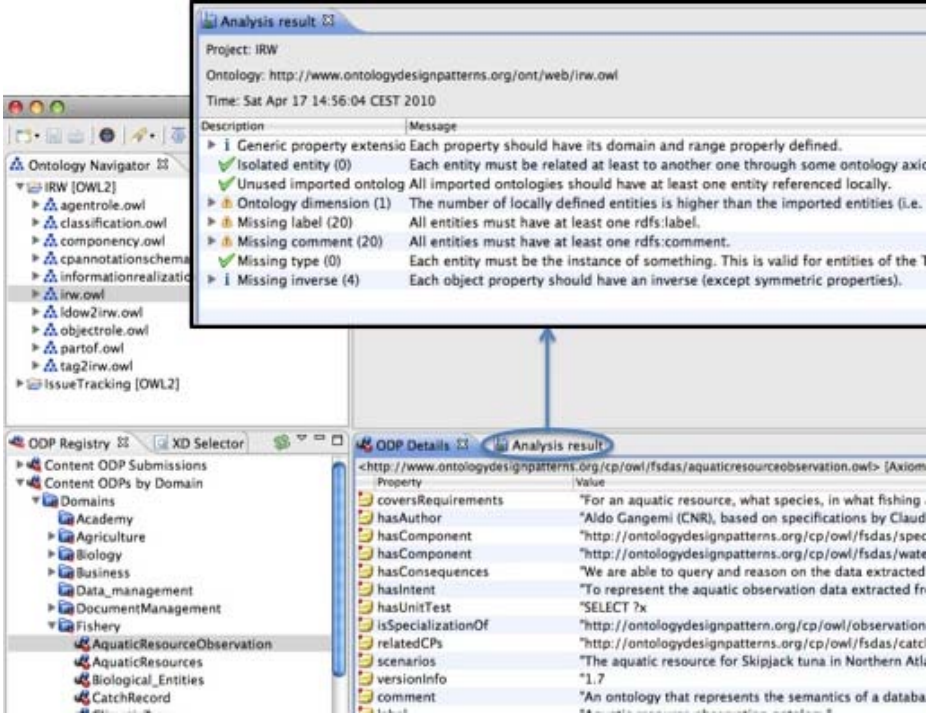 Analysis result
Project: IRW
Ontology: http://www.ontologydesignpatterns.org/ont/web/irw.owl
Time: Sat Apr 17 14:56:04 CEST 2010
Description Message
i Generic property extensio Each property should have its domain and range properly defined.
Isolated entity (0) Each entity must be related at least to another one through some ontology axio
Unused imported ontolog All imported ontologies should have at least one entity referenced locally.
Ontology dimension (1) The number of locally defined entities is higher than the imported entities (i.e.
Missing label (20) All entities must have at least one rdfs:label.
Missing comment (20) All entities must have at least one rdfs:comment.
Missing type (0) Each entity must be the instance of something. This is valid for entities of the T
i Missing inverse (4) Each object property should have an inverse (except symmetric properties).
Ontology Navigator
IRW [OWL2]
agentrole.owl
classification.owl
componency.owl
cpannotationschema
informationrealizatio
irw.owl
ldow2irw.owl
objectrole.owl
partof.owl
tag2irw.owl
IssueTracking [OWL2]
ODP Registry XD Selector
Content ODP Submissions
Content ODPs by Domain
Domains
Academy
Agriculture
Biology
Business
Data_management
DocumentManagement
Fishery
AquaticResourceObservation
AquaticResources
Biological_Entities
CatchRecord
ODP Details Analysis result
<http://www.ontologydesignpatterns.org/cp/owl/fsdas/aquaticresourceobservation.owl> [Axiom
Property Value
coversRequirements "For an aquatic resource, what species, in what fishing
hasAuthor "Aldo Gangemi (CNR), based on specifications by Claud
hasComponent "http://ontologydesignpatterns.org/cp/owl/fsdas/spec
hasComponent "http://ontologydesignpatterns.org/cp/owl/fsdas/wate
hasConsequences "We are able to query and reason on the data extracted
hasIntent "To represent the aquatic observation data extracted fr
hasUnitTest "SELECT ?x
isSpecializationOf "http://ontologydesignpattern.org/cp/owl/observation
relatedCPs "http://ontologydesignpatterns.org/cp/owl/fsdas/catch
scenarios "The aquatic resource for Skipjack tuna in Northern Atla
versionInfo "1.7
comment "An ontology that represents the semantics of a databa